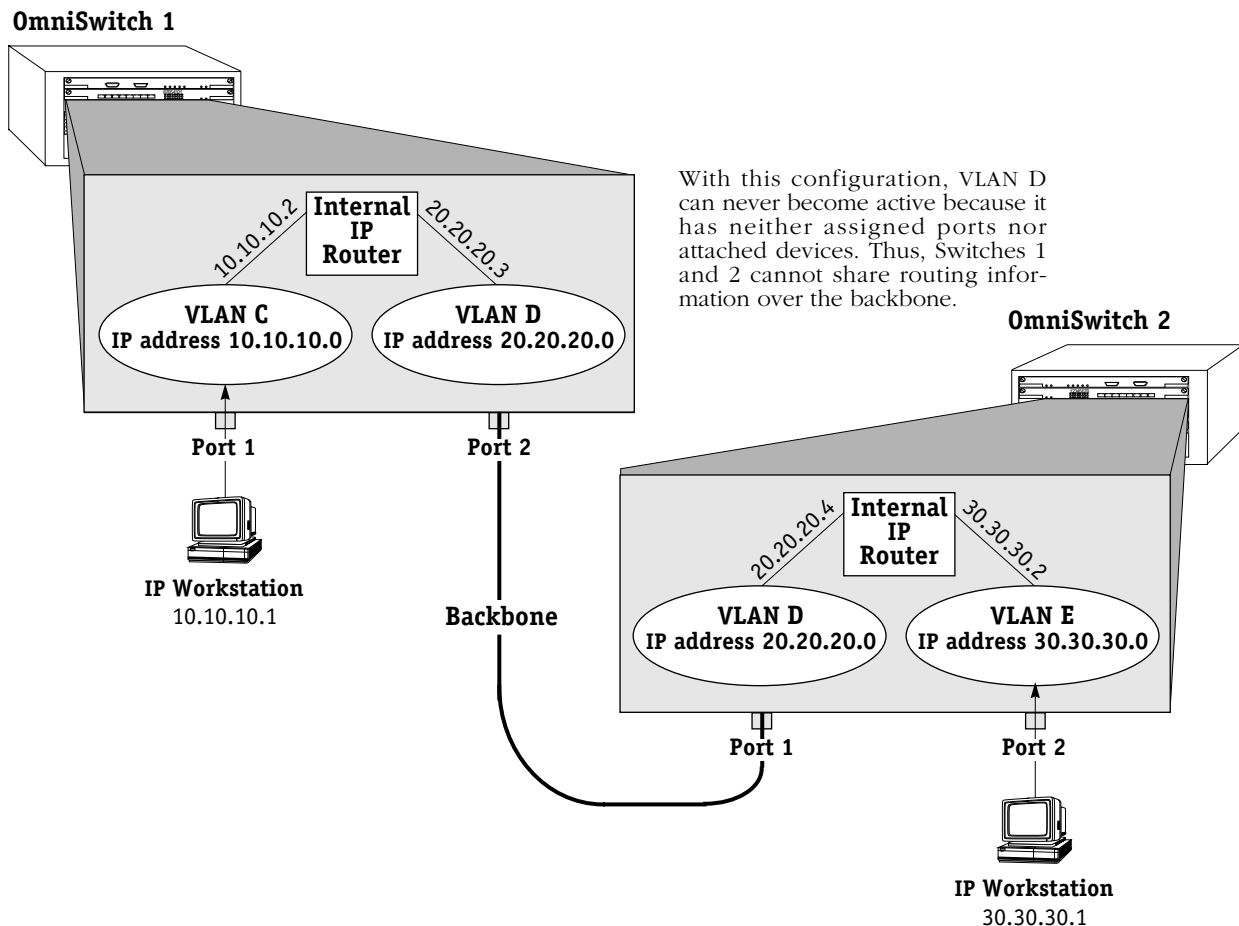 OmniSwitch 1
With this configuration, VLAN D
can never become active because it
has neither assigned ports nor
attached devices. Thus, Switches 1
and 2 cannot share routing infor-
mation over the backbone.
10.10.10.2
Internal
IP
Router
20.20.20.3
VLAN C
IP address 10.10.10.0
VLAN D
IP address 20.20.20.0
Port 1
Port 2
IP Workstation
10.10.10.1
Backbone
OmniSwitch 2
20.20.20.4
Internal
IP
Router
30.30.30.2
VLAN D
IP address 20.20.20.0
VLAN E
IP address 30.30.30.0
Port 1
Port 2
IP Workstation
30.30.30.1